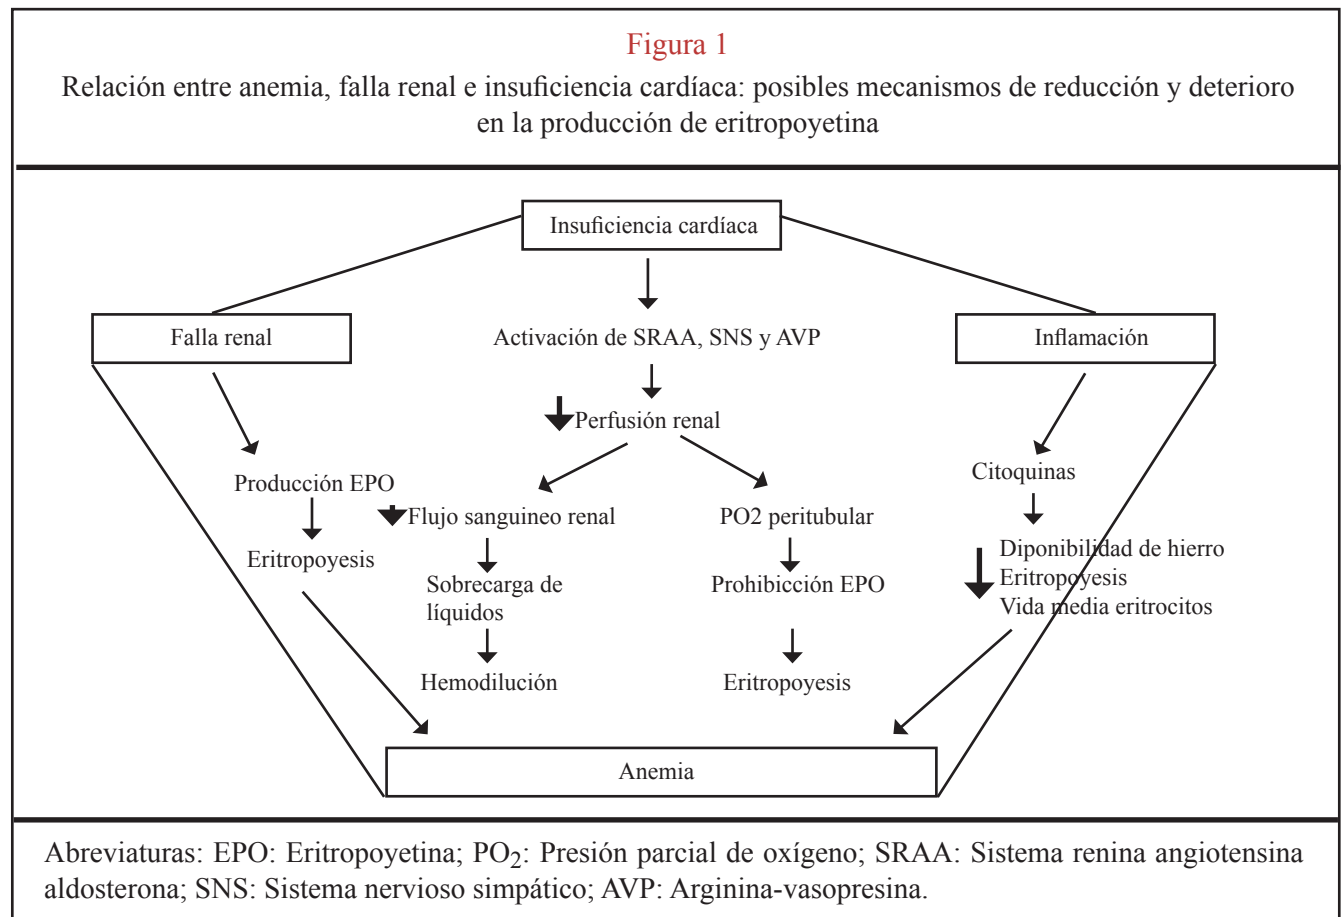 Figura 1
Relación entre anemia, falla renal e insuficiencia cardíaca: posibles mecanismos de reducción y deterioro
en la producción de eritropoyetina
Insuficiencia cardíaca
Falla renal
Activación de SRAA, SNS y AVP
Inflamación
Perfusión renal
Producción EPO
Eritropoyesis
Flujo sanguineo renal
Sobrecarga de
líquidos
Hemodilución
PO2 peritubular
Prohibicción EPO
Eritropoyesis
Citoquinas
Diponibilidad de hierro
Eritropoyesis
Vida media eritrocitos
Anemia
Abreviaturas: EPO: Eritropoyetina; PO2: Presión parcial de oxígeno; SRAA: Sistema renina angiotensina
aldosterona; SNS: Sistema nervioso simpático; AVP: Arginina-vasopresina.